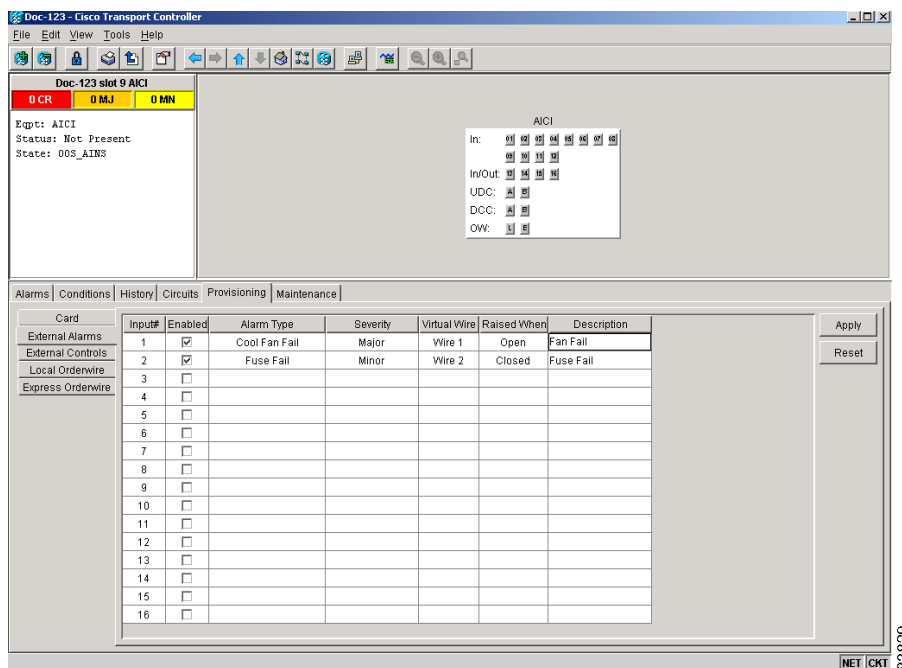 Doc-123 - Cisco Transport Controller
File Edit View Tools Help
Doc-123 slot 9 AICI
0 CR 0 MJ 0 MN
Eqpt: AICI
Status: Not Present
State: OOS_AINS
AICI
In: 01 02 03 04 05 06 07 08
09 10 11 12
In/Out: 13 14 15 16
UDC: A B
DCC: A B
OW: L E
Alarms Conditions History Circuits Provisioning Maintenance
Card
External Alarms
External Controls
Local Orderwire
Express Orderwire
Input# Enabled Alarm Type Severity Virtual Wire Raised When Description
1 Cool Fan Fail Major Wire 1 Open Fan Fail
2 Fuse Fail Minor Wire 2 Closed Fuse Fail
3
4
5
6
7
8
9
10
11
12
13
14
15
16
Apply
Reset
NET CKT